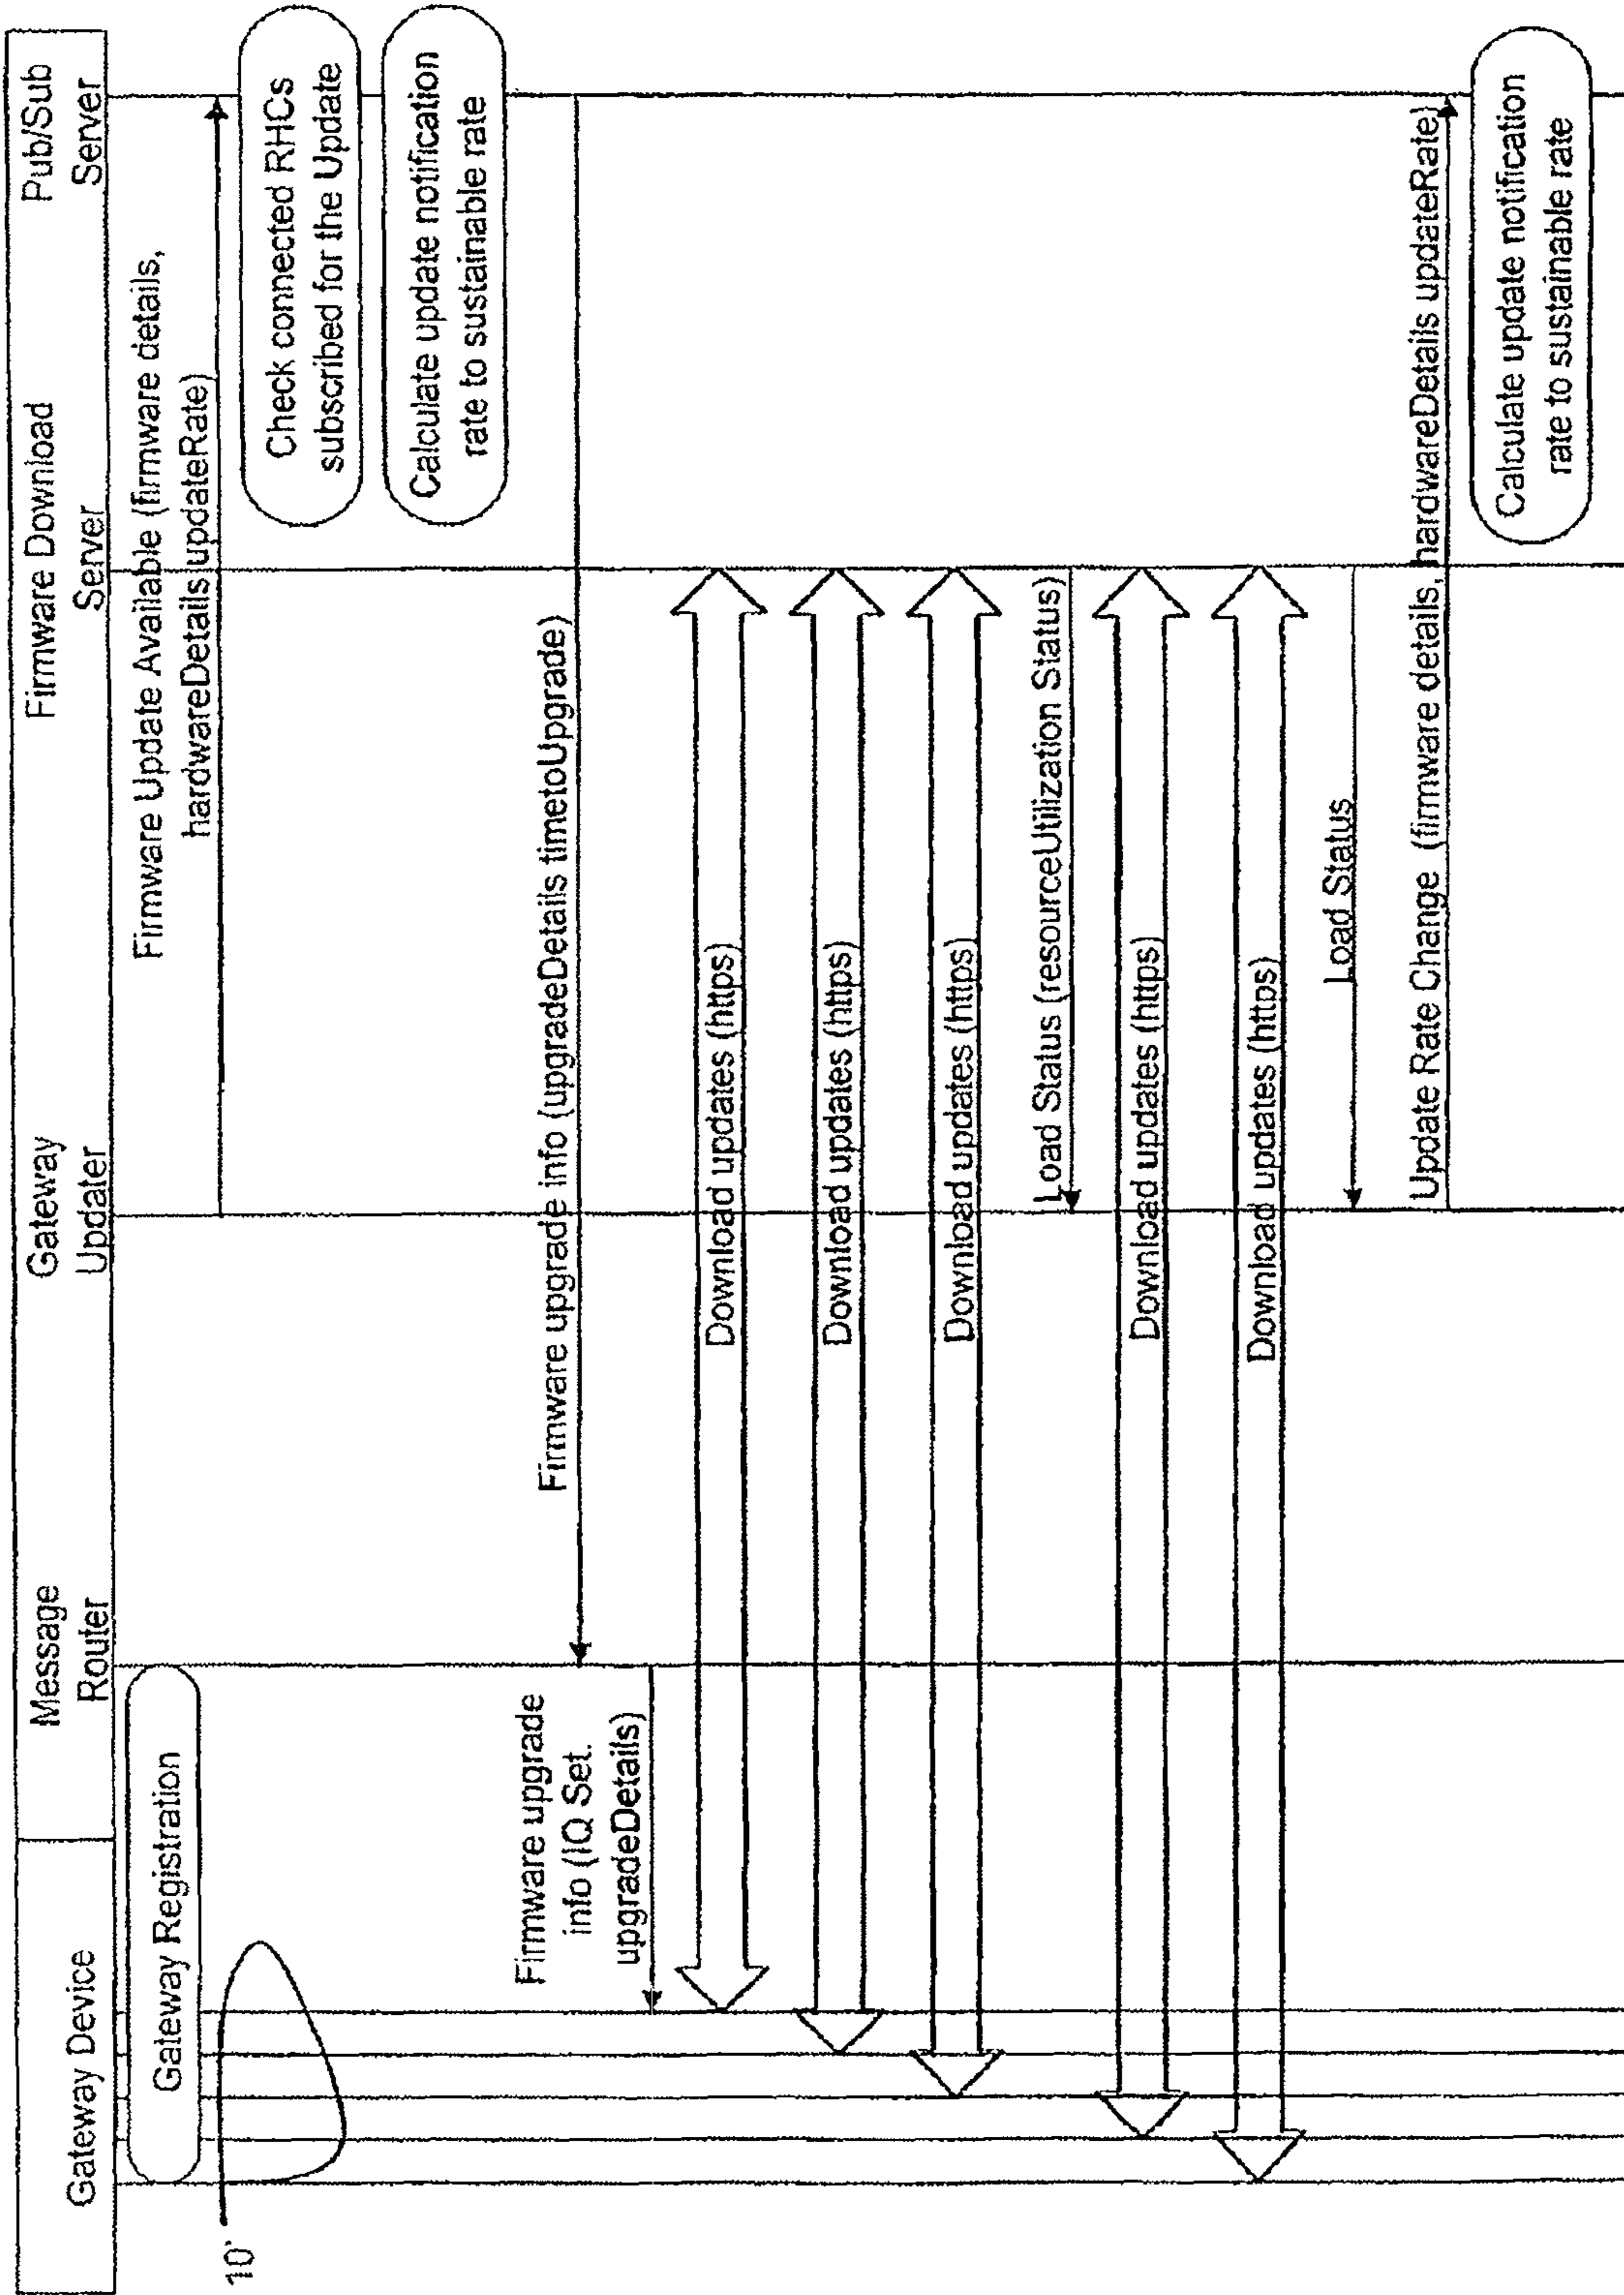 Gateway Device
Message
Router
Gateway
Updater
Firmware Download
Server
Pub/Sub
Server
Gateway Registration
10'
Firmware Update Available (firmware details,
hardwareDetails updateRate)
Check connected RHCs
subscribed for the Update
Calculate update notification
rate to sustainable rate
Firmware upgrade info (upgradeDetails timetoUpgrade)
Firmware upgrade
info (IQ Set.
upgradeDetails)
Download updates (https)
Download updates (https)
Download updates (https)
Load Status (resourceUtilization Status)
Download updates (https)
Download updates (https)
Load Status
Update Rate Change (firmware details, hardwareDetails updateRate)
Calculate update notification
rate to sustainable rate